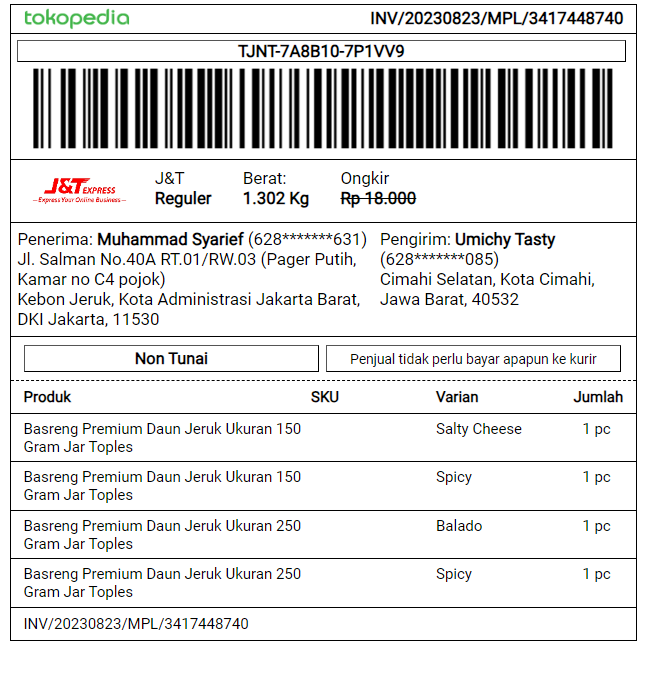 tokopedia INV/20230823/MPL/3417448740
TJNT-7A8B10-7P1VV9
J&T EXPRESS
Express Your Online Business
J&T Berat: Ongkir
Reguler 1.302 Kg Rp 18.000
Penerima: Muhammad Syarief (628*******631)
Jl. Salman No.40A RT.01/RW.03 (Pager Putih,
Kamar no C4 pojok)
Kebon Jeruk, Kota Administrasi Jakarta Barat,
DKI Jakarta, 11530
Pengirim: Umichy Tasty
(628*******085)
Cimahi Selatan, Kota Cimahi,
Jawa Barat, 40532
Non Tunai Penjual tidak perlu bayar apapun ke kurir
Produk SKU Varian Jumlah
Basreng Premium Daun Jeruk Ukuran 150 Salty Cheese 1 pc
Gram Jar Toples
Basreng Premium Daun Jeruk Ukuran 150 Spicy 1 pc
Gram Jar Toples
Basreng Premium Daun Jeruk Ukuran 250 Balado 1 pc
Gram Jar Toples
Basreng Premium Daun Jeruk Ukuran 250 Spicy 1 pc
Gram Jar Toples
INV/20230823/MPL/3417448740